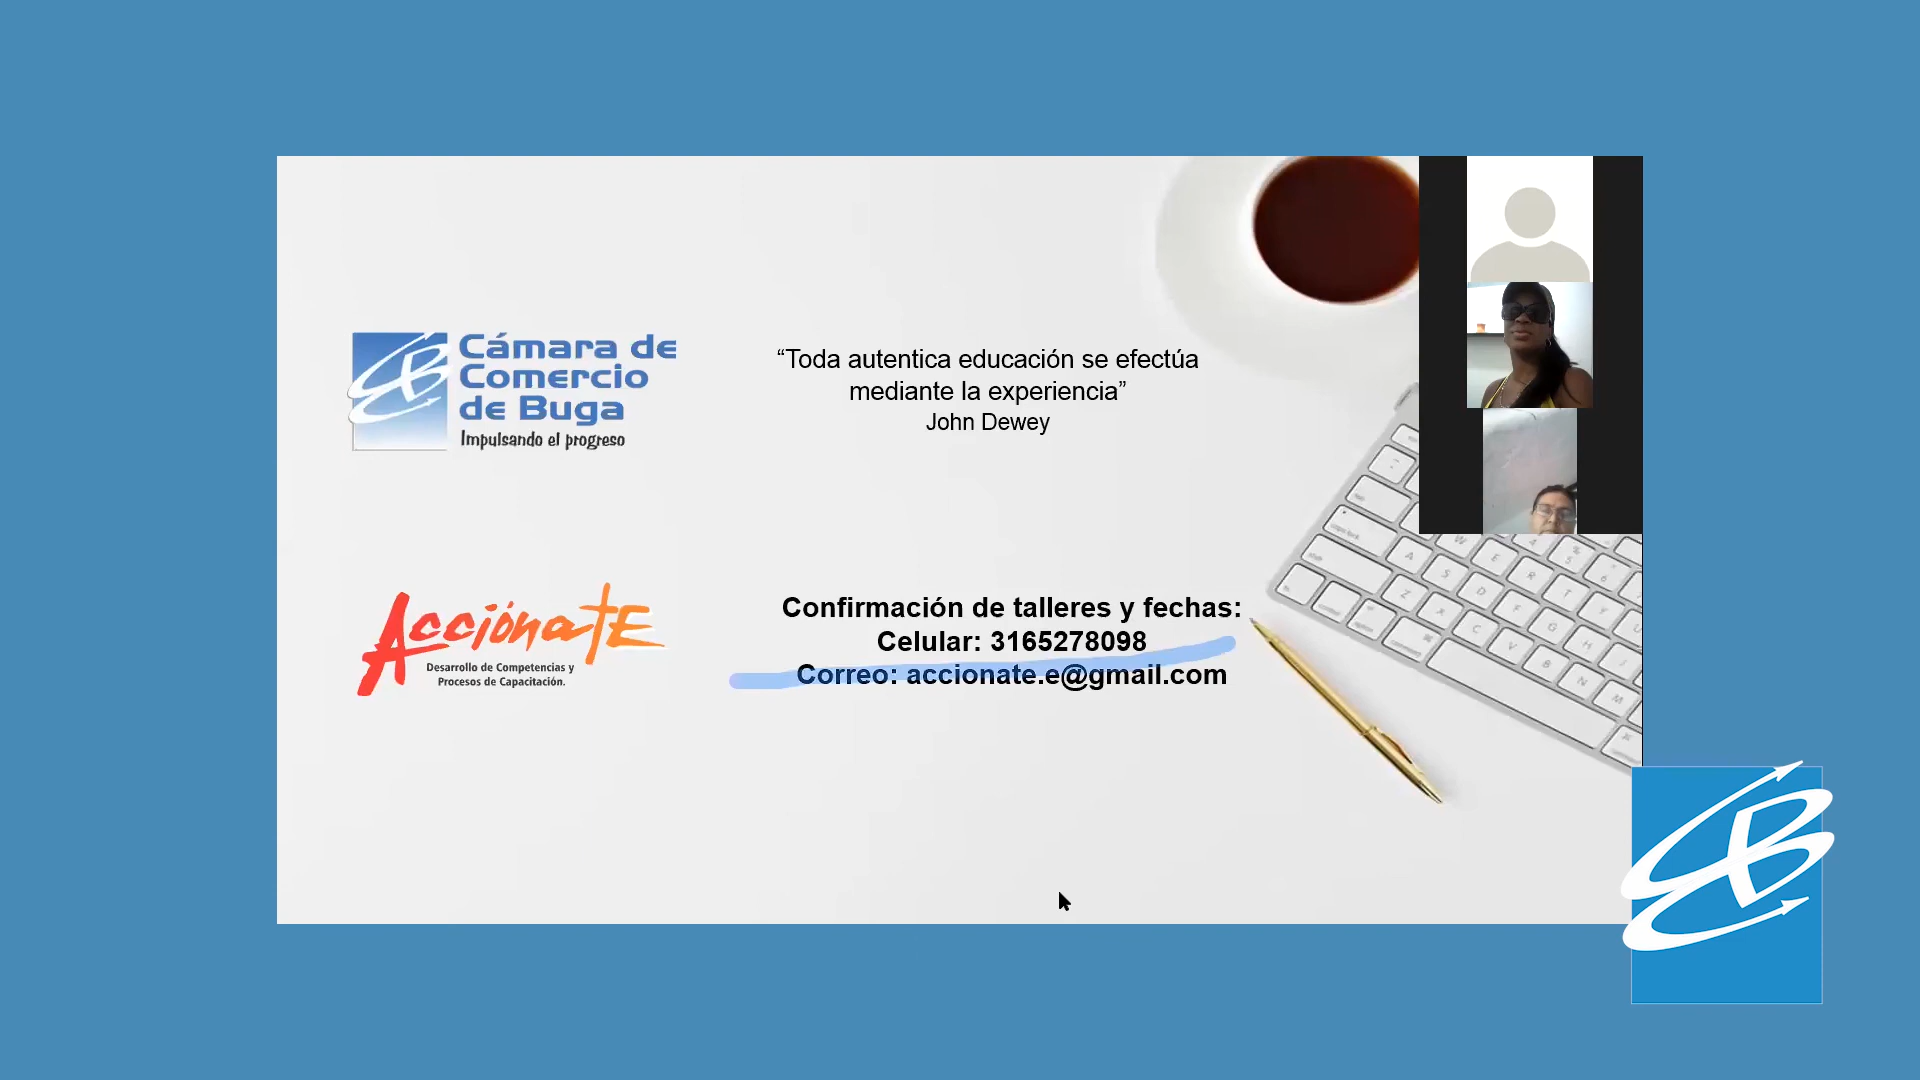 Cámara de
Comercio
de Buga
Impulsando el progreso
“Toda autentica educación se efectúa
mediante la experiencia”
John Dewey
AccionatE
Desarrollo de Competencias y
Procesos de Capacitación.
Confirmación de talleres y fechas:
Celular: 3165278098
Correo: accionate.e@gmail.com